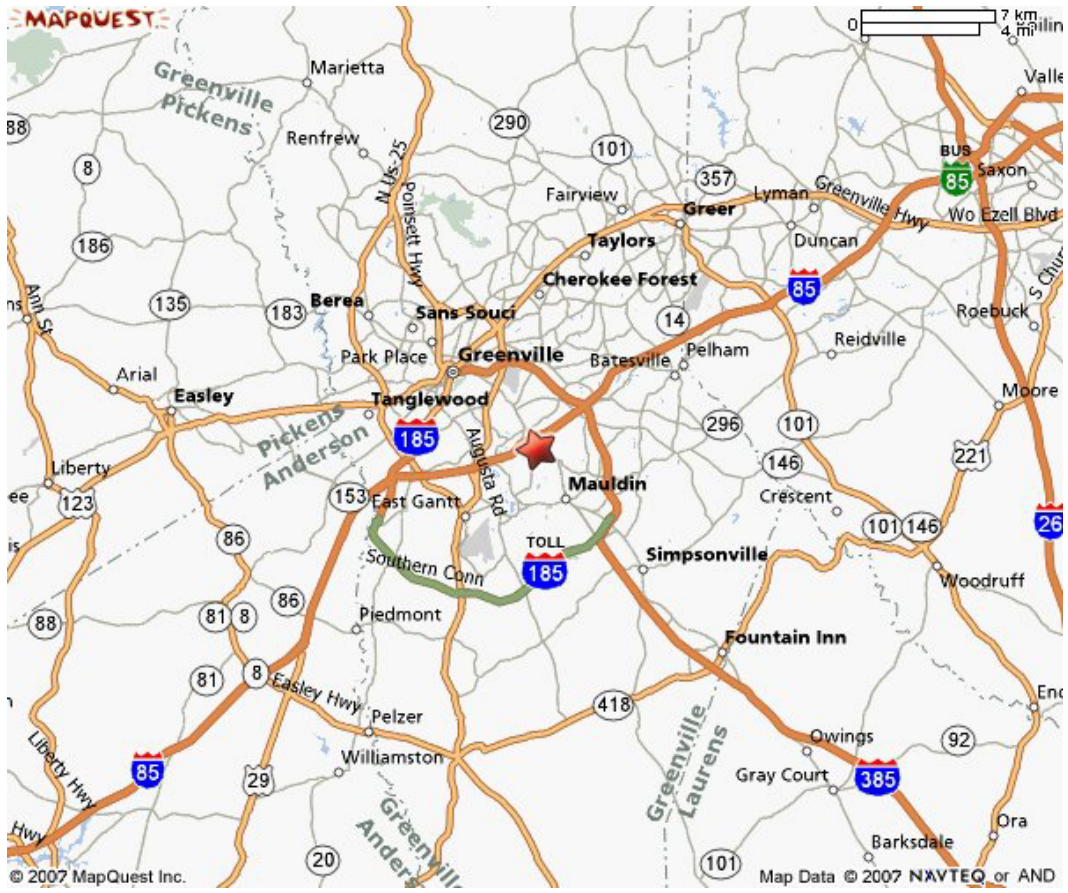 MAPQUEST
7 km
0
4 mi
Marietta
Greenville
Pickens
88
290
Renfrew
101
8
BUS
85
Saxon
357
N Us-25
Poinsett Hwy
Fairview
Lyman
Greenville Hwy
Greer
Wo Ezell Blvd
Duncan
186
Taylors
Cherokee Forest
85
135
183
Berea
Sans Souci
14
Ann St
Roebuck
Reidville
Park Place
Greenville
Batesville
Pelham
Arial
Easley
Tanglewood
Moore
Pickens
Anderson
185
296
101
Augusta Rd
221
Liberty
146
123
153
East Gantt
Mauldin
Crescent
101
146
26
86
TOLL
185
Southern Conn
Simpsonville
Woodruff
86
81
8
88
Piedmont
Fountain Inn
81
8
Easley Hwy
418
Pelzer
Owings
92
Williamston
Greenville
Laurens
Liberty Hwy
85
29
Gray Court
385
Hwy
Greenville
Ora
20
101
Barksdale
© 2007 MapQuest Inc.
Map Data © 2007 NAVTEQ or AND